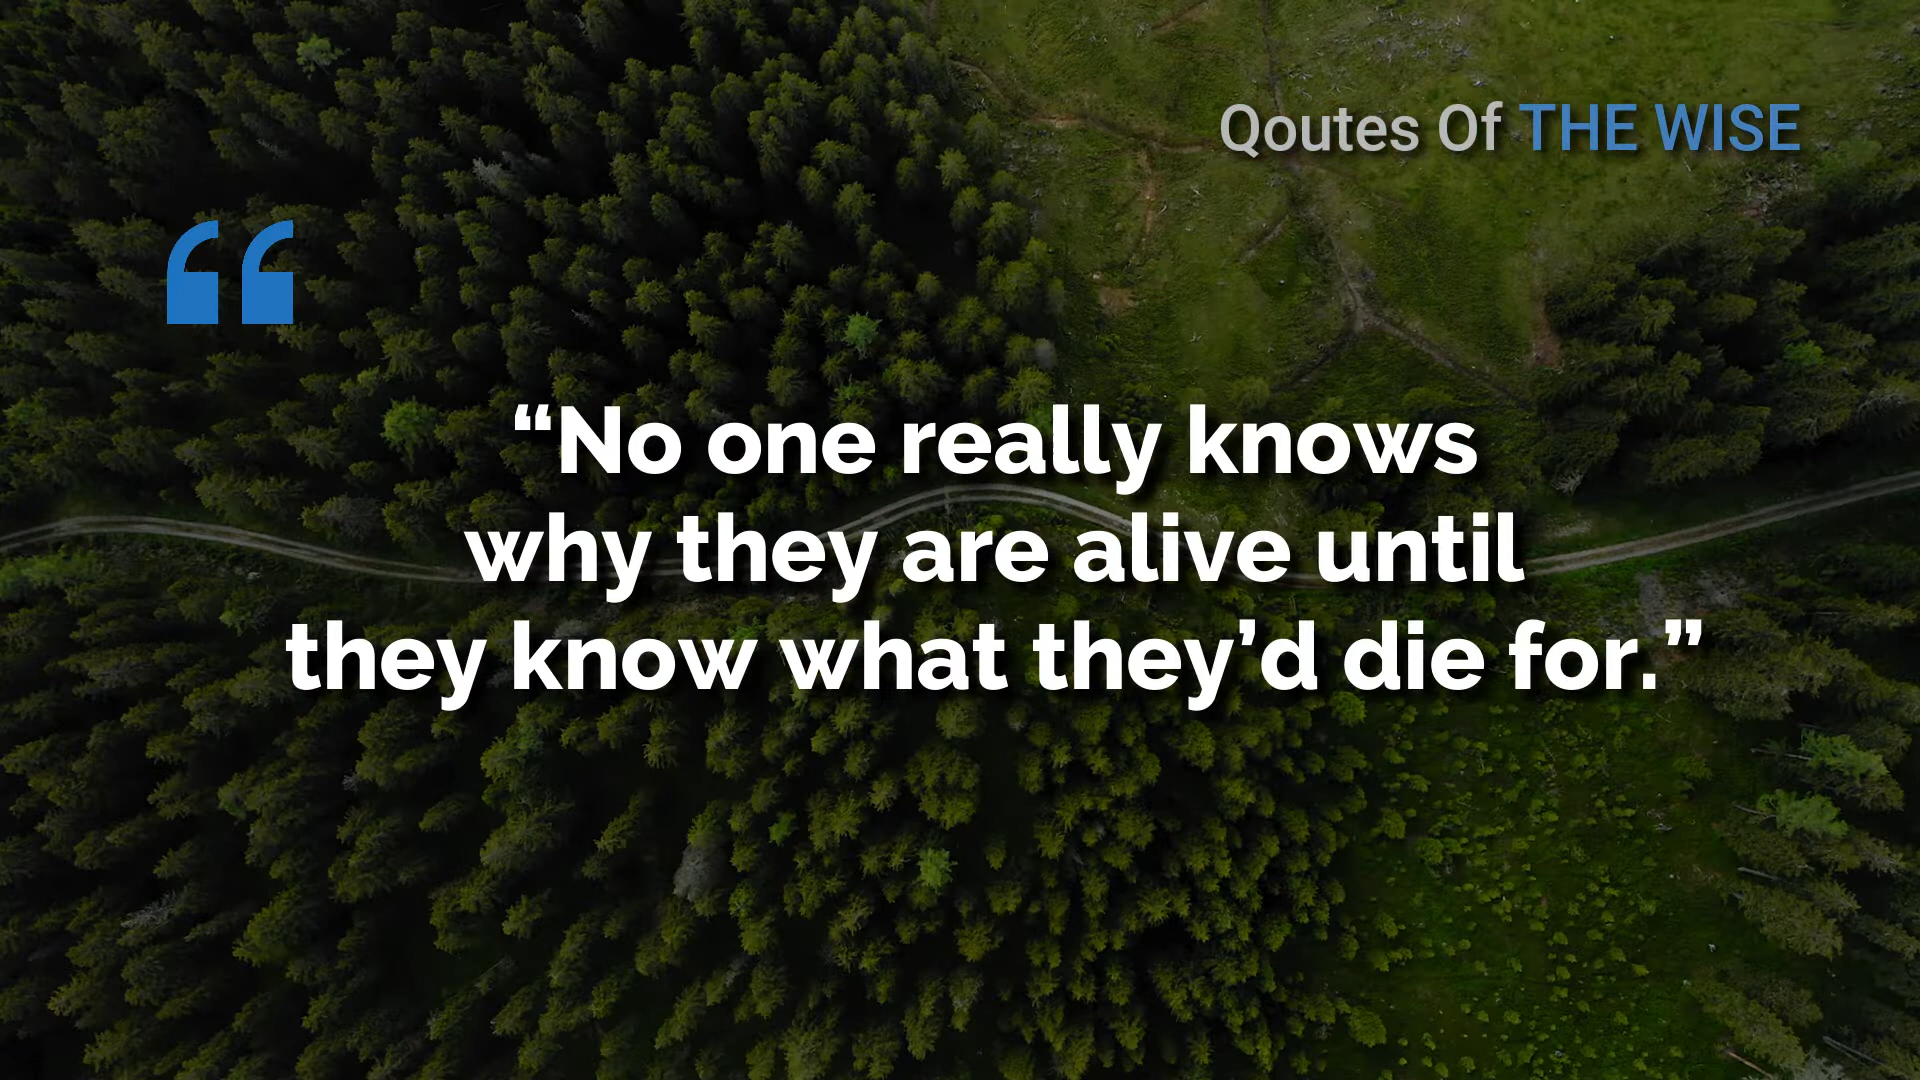 Qoutes Of THE WISE
“No one really knows
why they are alive until
they know what they’d die for.”